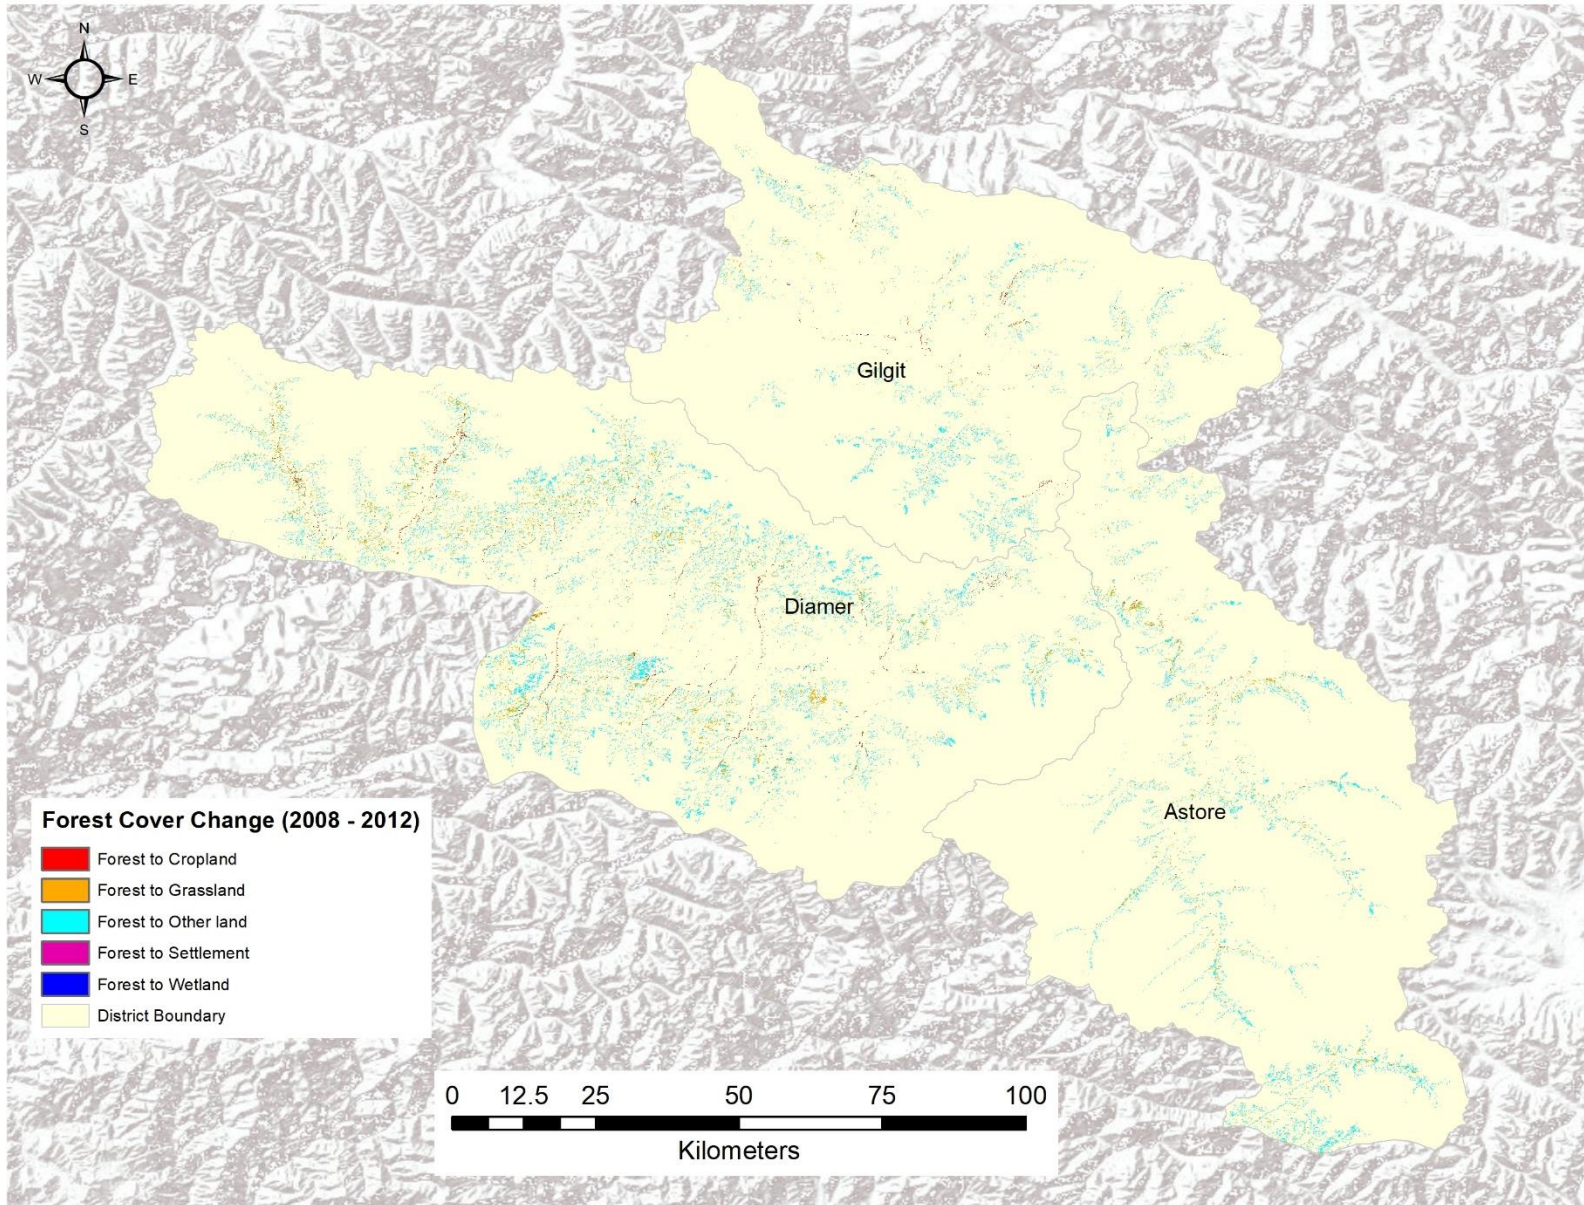 N
W E
S
Gilgit
Diamer
Astore
Forest Cover Change (2008 - 2012)
Forest to Cropland
Forest to Grassland
Forest to Other land
Forest to Settlement
Forest to Wetland
District Boundary
0 12.5 25 50 75 100
Kilometers